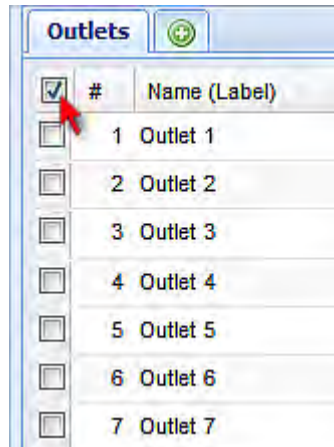 Outlets
# Name (Label)
1 Outlet 1
2 Outlet 2
3 Outlet 3
4 Outlet 4
5 Outlet 5
6 Outlet 6
7 Outlet 7